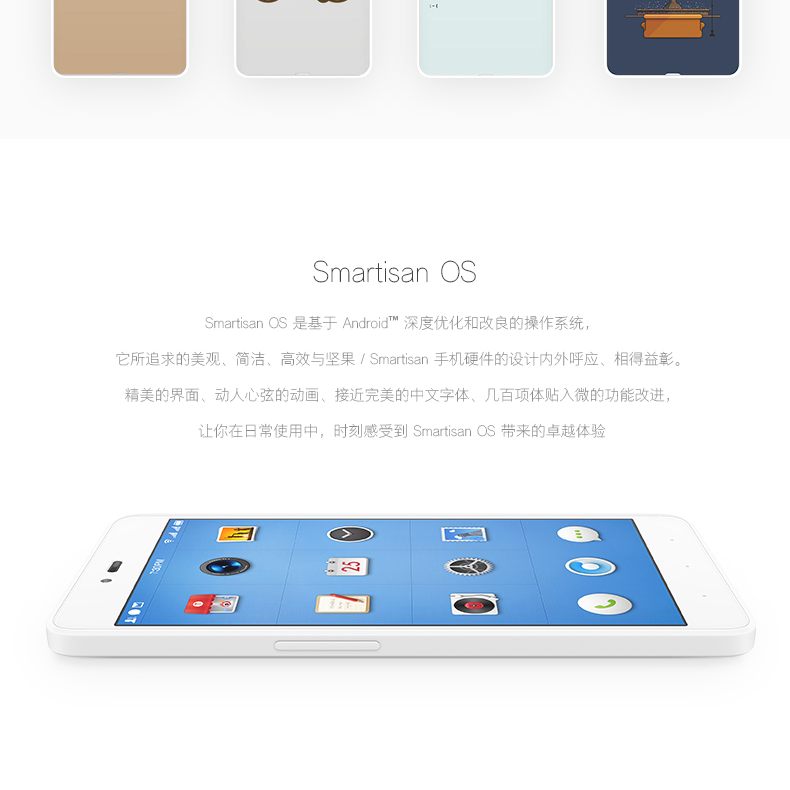 Smartisan OS
Smartisan OS 是基于 Android™ 深度优化和改良的操作系统，
它所追求的美观、简洁、高效与坚果 / Smartisan 手机硬件的设计内外呼应、相得益彰。
精美的界面、动人心弦的动画、接近完美的中文字体、几百项体贴入微的功能改进，
让你在日常使用中，时刻感受到 Smartisan OS 带来的卓越体验
7:30PM
25